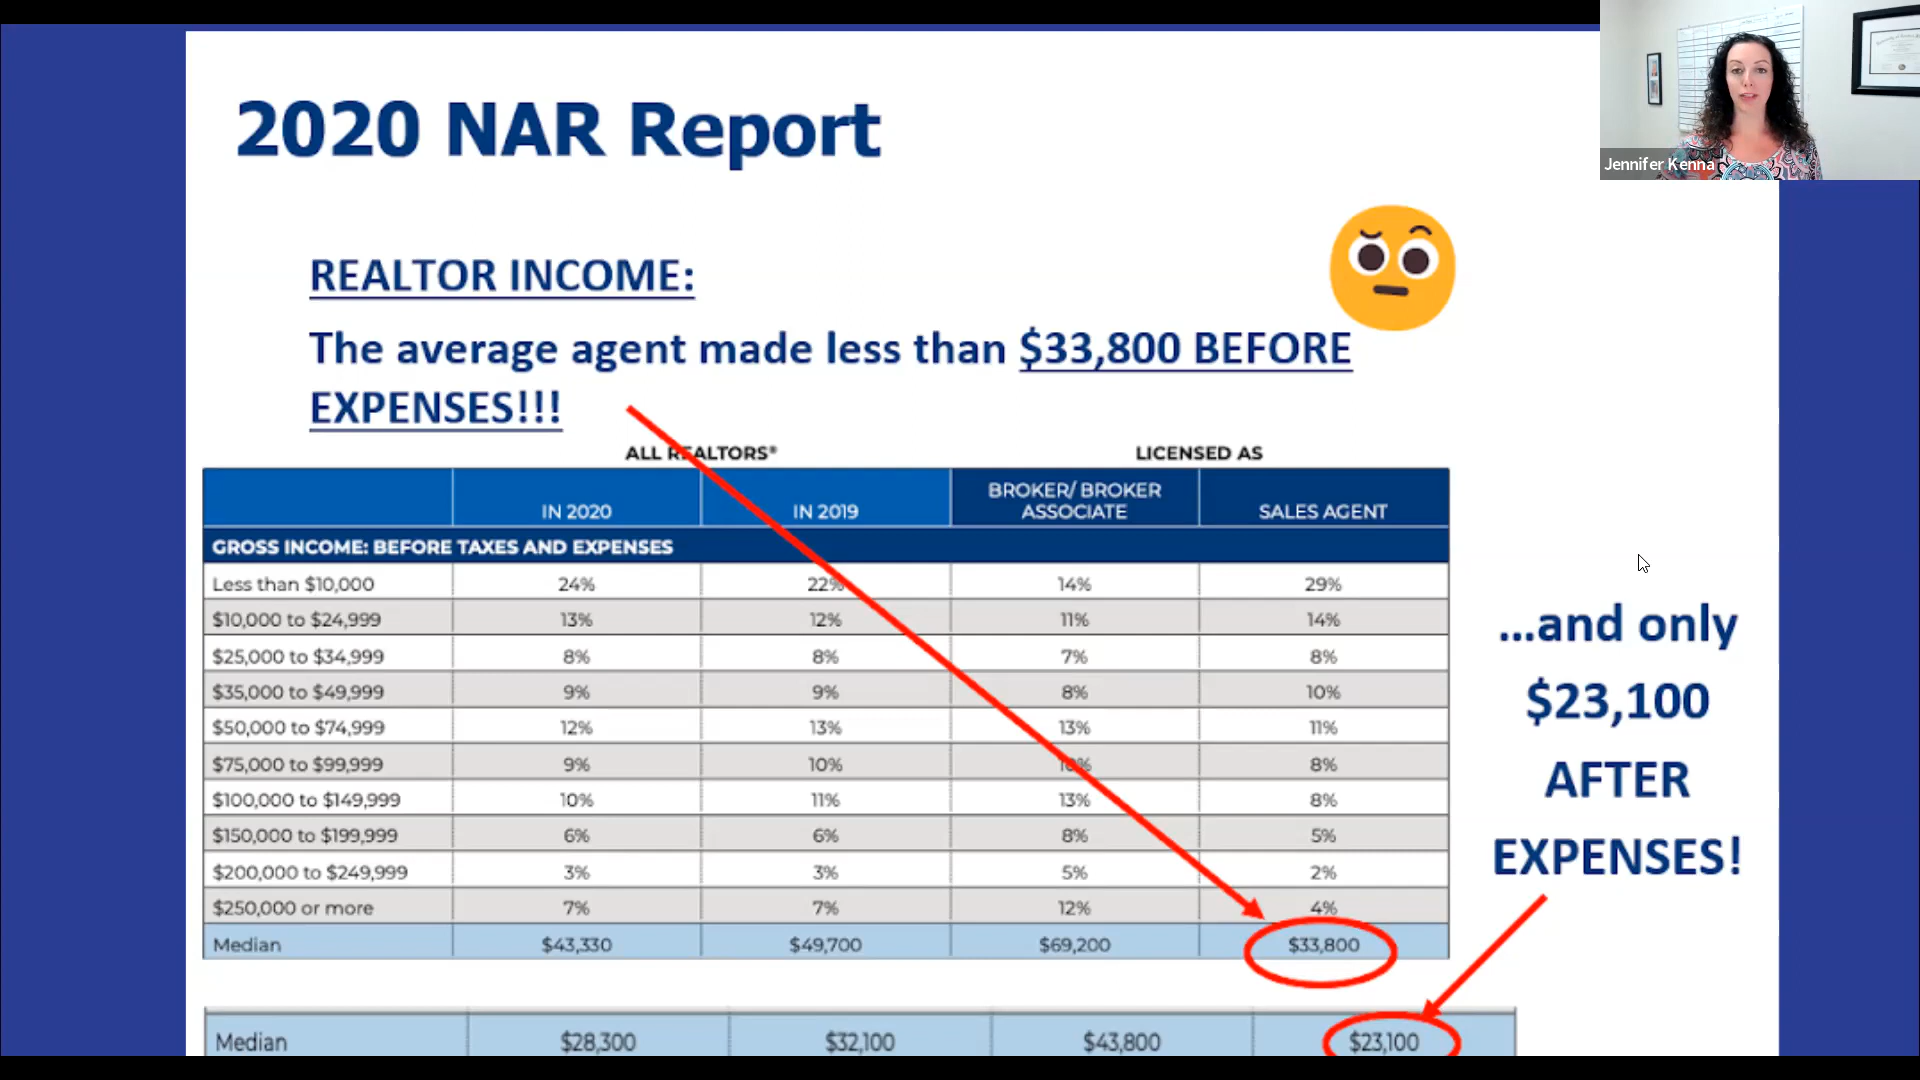 2020 NAR Report
Jennifer Kenna
REALTOR INCOME:
The average agent made less than $33,800 BEFORE
EXPENSES!!!
ALL REALTORS® LICENSED AS
IN 2020 IN 2019 BROKER/ BROKER ASSOCIATE SALES AGENT
GROSS INCOME: BEFORE TAXES AND EXPENSES
Less than $10,000 24% 22% 14% 29%
$10,000 to $24,999 13% 12% 11% 14%
$25,000 to $34,999 8% 8% 7% 8%
$35,000 to $49,999 9% 9% 8% 10%
$50,000 to $74,999 12% 13% 13% 11%
$75,000 to $99,999 9% 10% 10% 8%
$100,000 to $149,999 10% 11% 13% 8%
$150,000 to $199,999 6% 6% 8% 5%
$200,000 to $249,999 3% 3% 5% 2%
$250,000 or more 7% 7% 12% 4%
Median $43,330 $49,700 $69,200 $33,800
...and only
$23,100
AFTER
EXPENSES!
Median $28,300 $32,100 $43,800 $23,100